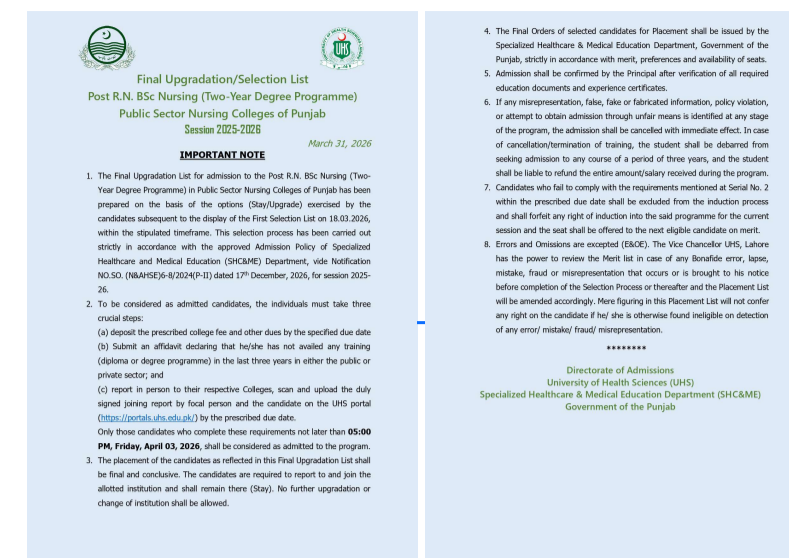 UHS
Final Upgradation/Selection List
Post R.N. BSc Nursing (Two-Year Degree Programme)
Public Sector Nursing Colleges of Punjab
Session 2025-2026
March 31, 2026
IMPORTANT NOTE
1. The Final Upgradation List for admission to the Post R.N. BSc Nursing (Two-
Year Degree Programme) in Public Sector Nursing Colleges of Punjab has been
prepared on the basis of the options (Stay/Upgrade) exercised by the
candidates subsequent to the display of the First Selection List on 18.03.2026,
within the stipulated timeframe. This selection process has been carried out
strictly in accordance with the approved Admission Policy of Specialized
Healthcare and Medical Education (SHC&ME) Department, vide Notification
NO.SO. (N&AHSE)6-8/2024(P-II) dated 17th December, 2026, for session 2025-
26.
2. To be considered as admitted candidates, the individuals must take three
crucial steps:
(a) deposit the prescribed college fee and other dues by the specified due date
(b) Submit an affidavit declaring that he/she has not availed any training
(diploma or degree programme) in the last three years in either the public or
private sector; and
(c) report in person to their respective Colleges, scan and upload the duly
signed joining report by focal person and the candidate on the UHS portal
(https://portals.uhs.edu.pk/) by the prescribed due date.
Only those candidates who complete these requirements not later than 05:00
PM, Friday, April 03, 2026, shall be considered as admitted to the program.
3. The placement of the candidates as reflected in this Final Upgradation List shall
be final and conclusive. The candidates are required to report to and join the
allotted institution and shall remain there (Stay). No further upgradation or
change of institution shall be allowed.
4. The Final Orders of selected candidates for Placement shall be issued by the
Specialized Healthcare & Medical Education Department, Government of the
Punjab, strictly in accordance with merit, preferences and availability of seats.
5. Admission shall be confirmed by the Principal after verification of all required
education documents and experience certificates.
6. If any misrepresentation, false, fake or fabricated information, policy violation,
or attempt to obtain admission through unfair means is identified at any stage
of the program, the admission shall be cancelled with immediate effect. In case
of cancellation/termination of training, the student shall be debarred from
seeking admission to any course of a period of three years, and the student
shall be liable to refund the entire amount/salary received during the program.
7. Candidates who fail to comply with the requirements mentioned at Serial No. 2
within the prescribed due date shall be excluded from the induction process
and shall forfeit any right of induction into the said programme for the current
session and the seat shall be offered to the next eligible candidate on merit.
8. Errors and Omissions are excepted (E&OE). The Vice Chancellor UHS, Lahore
has the power to review the Merit list in case of any Bonafide error, lapse,
mistake, fraud or misrepresentation that occurs or is brought to his notice
before completion of the Selection Process or thereafter and the Placement List
will be amended accordingly. Mere figuring in this Placement List will not confer
any right on the candidate if he/ she is otherwise found ineligible on detection
of any error/ mistake/ fraud/ misrepresentation.
********
Directorate of Admissions
University of Health Sciences (UHS)
Specialized Healthcare & Medical Education Department (SHC&ME)
Government of the Punjab